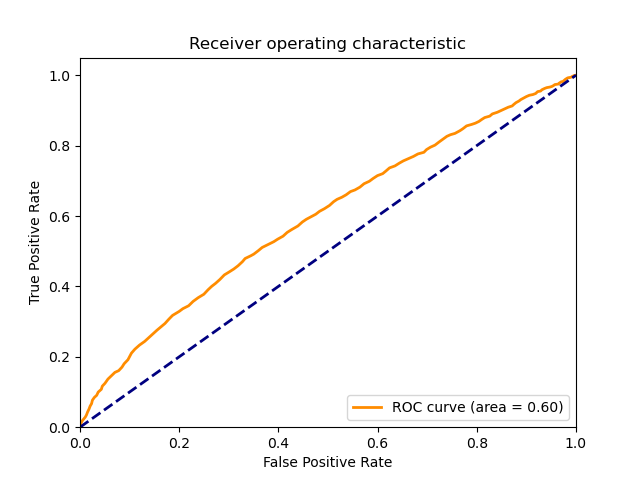 Receiver operating characteristic
True Positive Rate
1.0
0.8
0.6
0.4
0.2
0.0
ROC curve (area = 0.60)
0.0 0.2 0.4 0.6 0.8 1.0
False Positive Rate